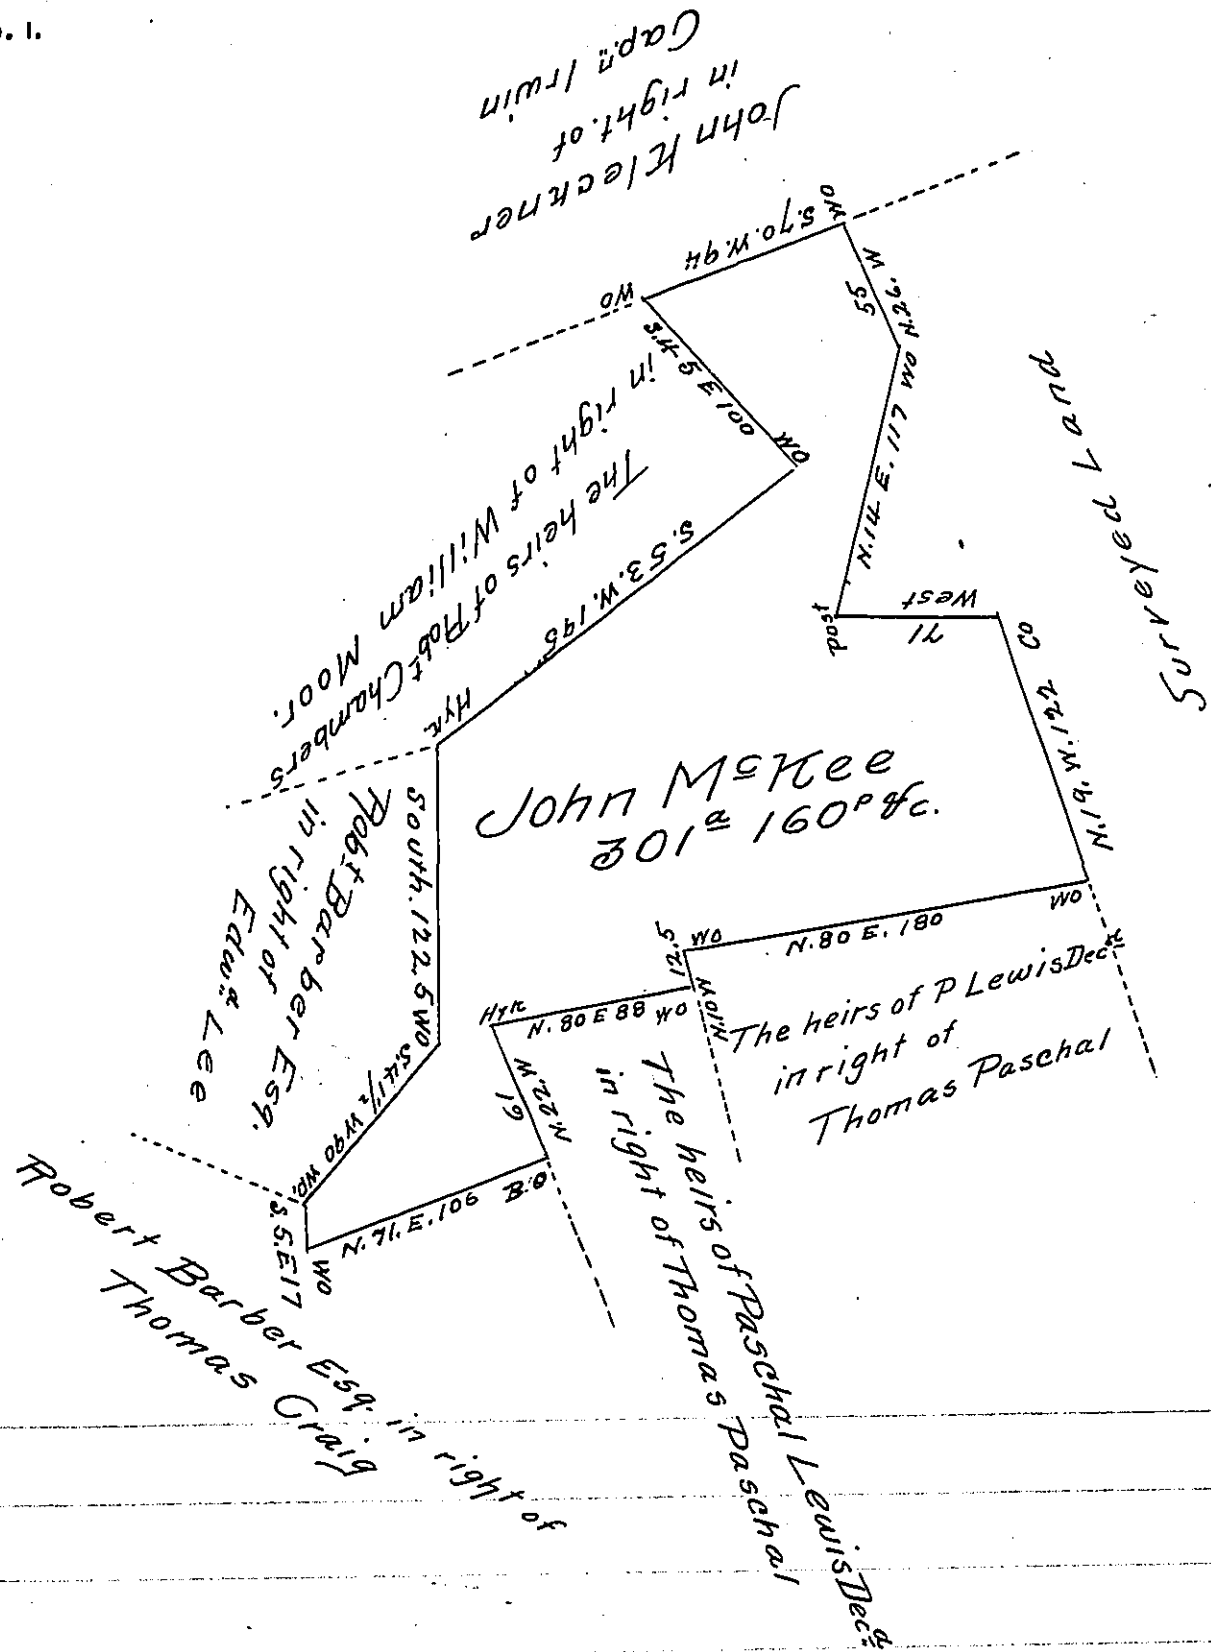 . 1.
John Kleckner
in right of
Capn. Irwin
S.70.W.94
WO
WO
N.26.W
55
S.45 E 100
WO
WO
N.14.E.117
Surveyed Land
The heirs of Robt Chambers
in right of William Moor.
S.53.W.195
Post
West
71
CO
N.19.W.122
Hyk.
John McKee
301a 160p &c.
South.122.5 WO
Robt Barber Esq.
in right of
Edwd Lee
WO
N.80 E.180
WO
12.5
N.10W
Hyk
N.80 E 88 WO
The heirs of P Lewis Decd
in right of
Thomas Paschal
S.41½ W 90 WO.
N.22.W
61
The heirs of Paschal Lewis Decd
in right of Thomas Paschal
N.71.E.106 B.O
S.5.E 17
WO
Robert Barber Esq. in right of
Thomas Craig